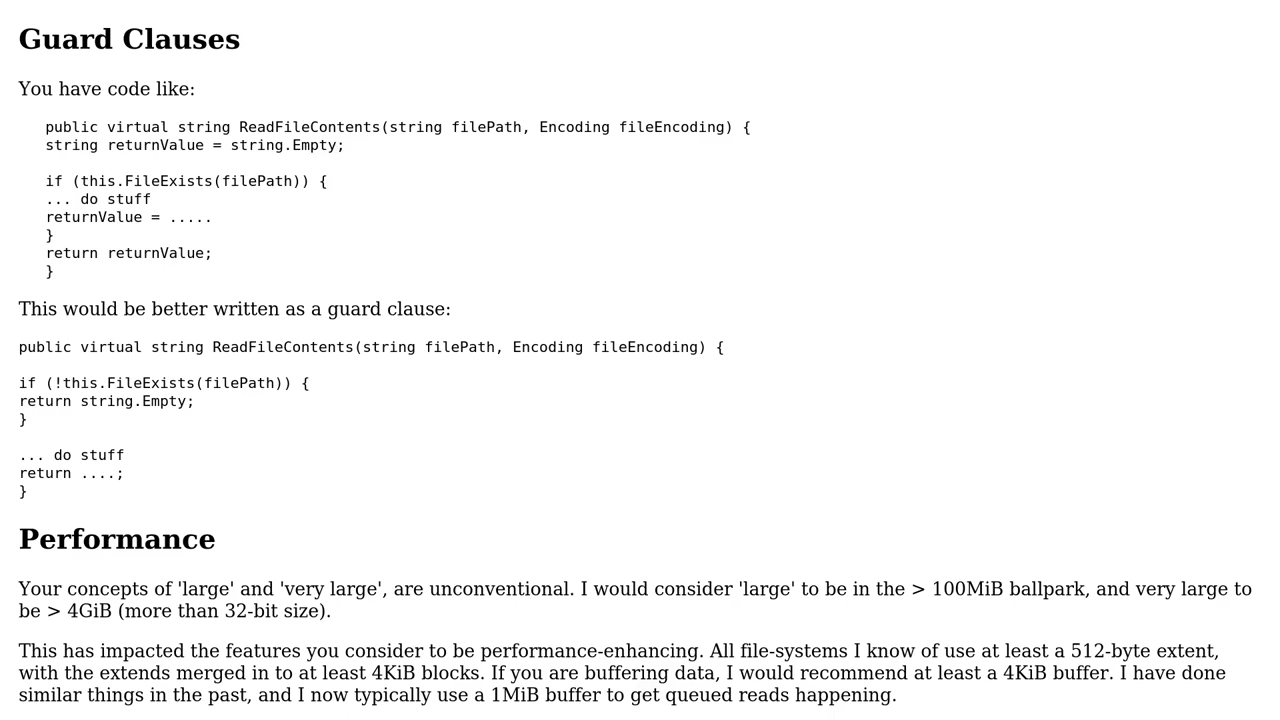 Guard Clauses
You have code like:
public virtual string ReadFileContents(string filePath, Encoding fileEncoding) {
string returnValue = string.Empty;
if (this.FileExists(filePath)) {
... do stuff
returnValue = .....
}
return returnValue;
}
This would be better written as a guard clause:
public virtual string ReadFileContents(string filePath, Encoding fileEncoding) {
if (!this.FileExists(filePath)) {
return string.Empty;
}
... do stuff
return ....;
}
Performance
Your concepts of 'large' and 'very large', are unconventional. I would consider 'large' to be in the > 100MiB ballpark, and very large to
be > 4GiB (more than 32-bit size).
This has impacted the features you consider to be performance-enhancing. All file-systems I know of use at least a 512-byte extent,
with the extends merged in to at least 4KiB blocks. If you are buffering data, I would recommend at least a 4KiB buffer. I have done
similar things in the past, and I now typically use a 1MiB buffer to get queued reads happening.